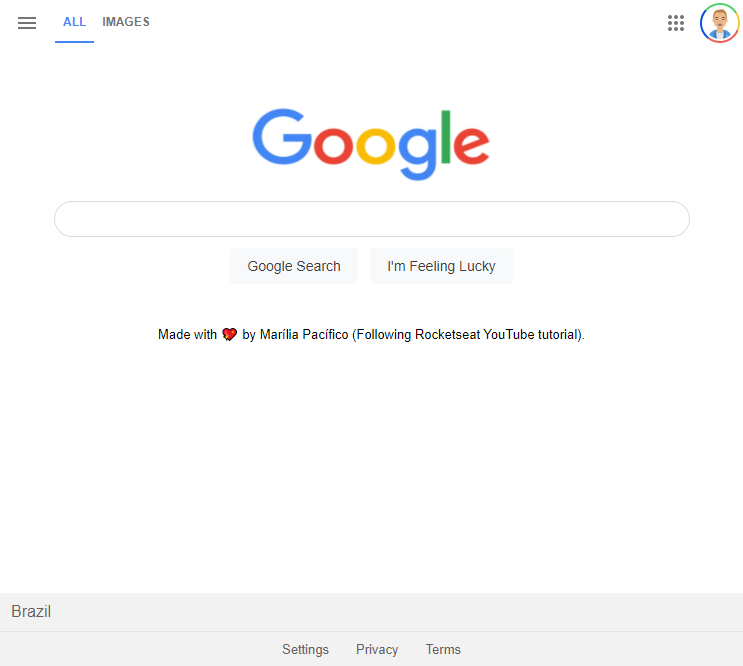 ALL IMAGES
Google
Google Search I'm Feeling Lucky
Made with 💘 by Marília Pacífico (Following Rocketseat YouTube tutorial).
Brazil
Settings Privacy Terms